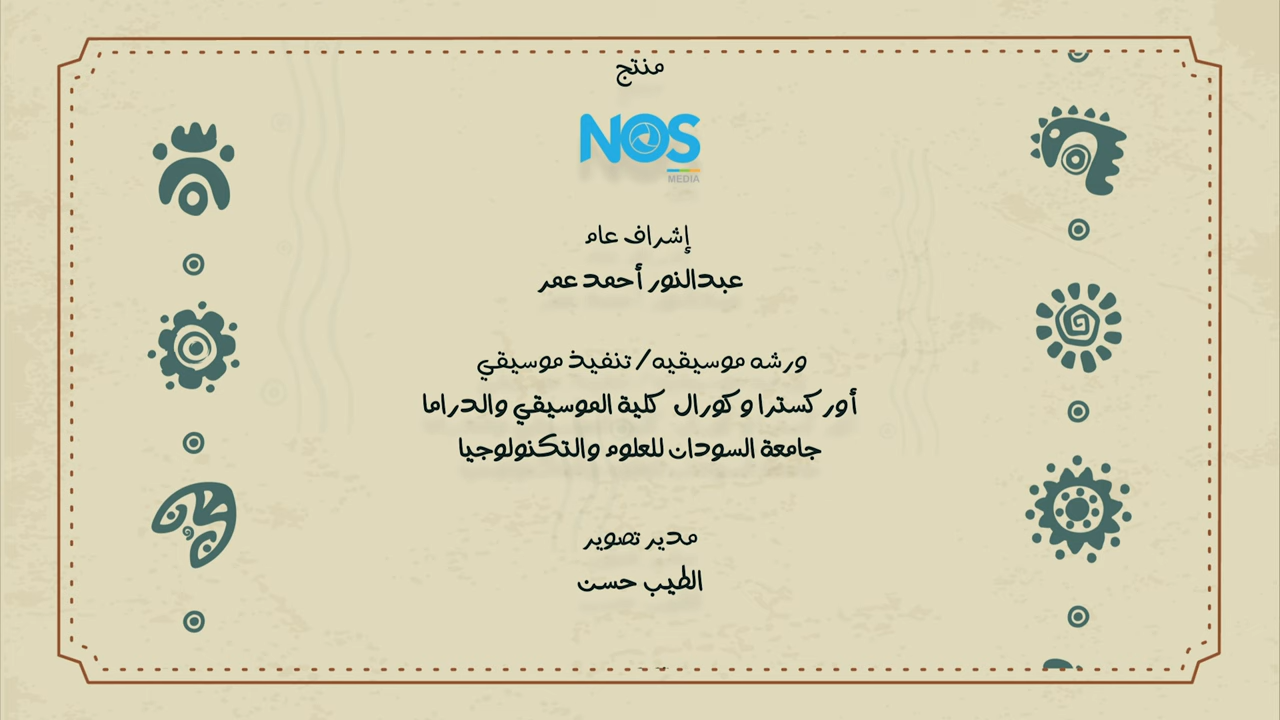 منتج
NOS
MEDIA
إشراف عام
عبدالنور أحمد عمر
ورشه موسيقيه/ تنفيذ موسيقي
أوركسترا وكورال كلية الموسيقي والدراما
جامعة السودان للعلوم والتكنولوجيا
مدير تصوير
الطيب حسن